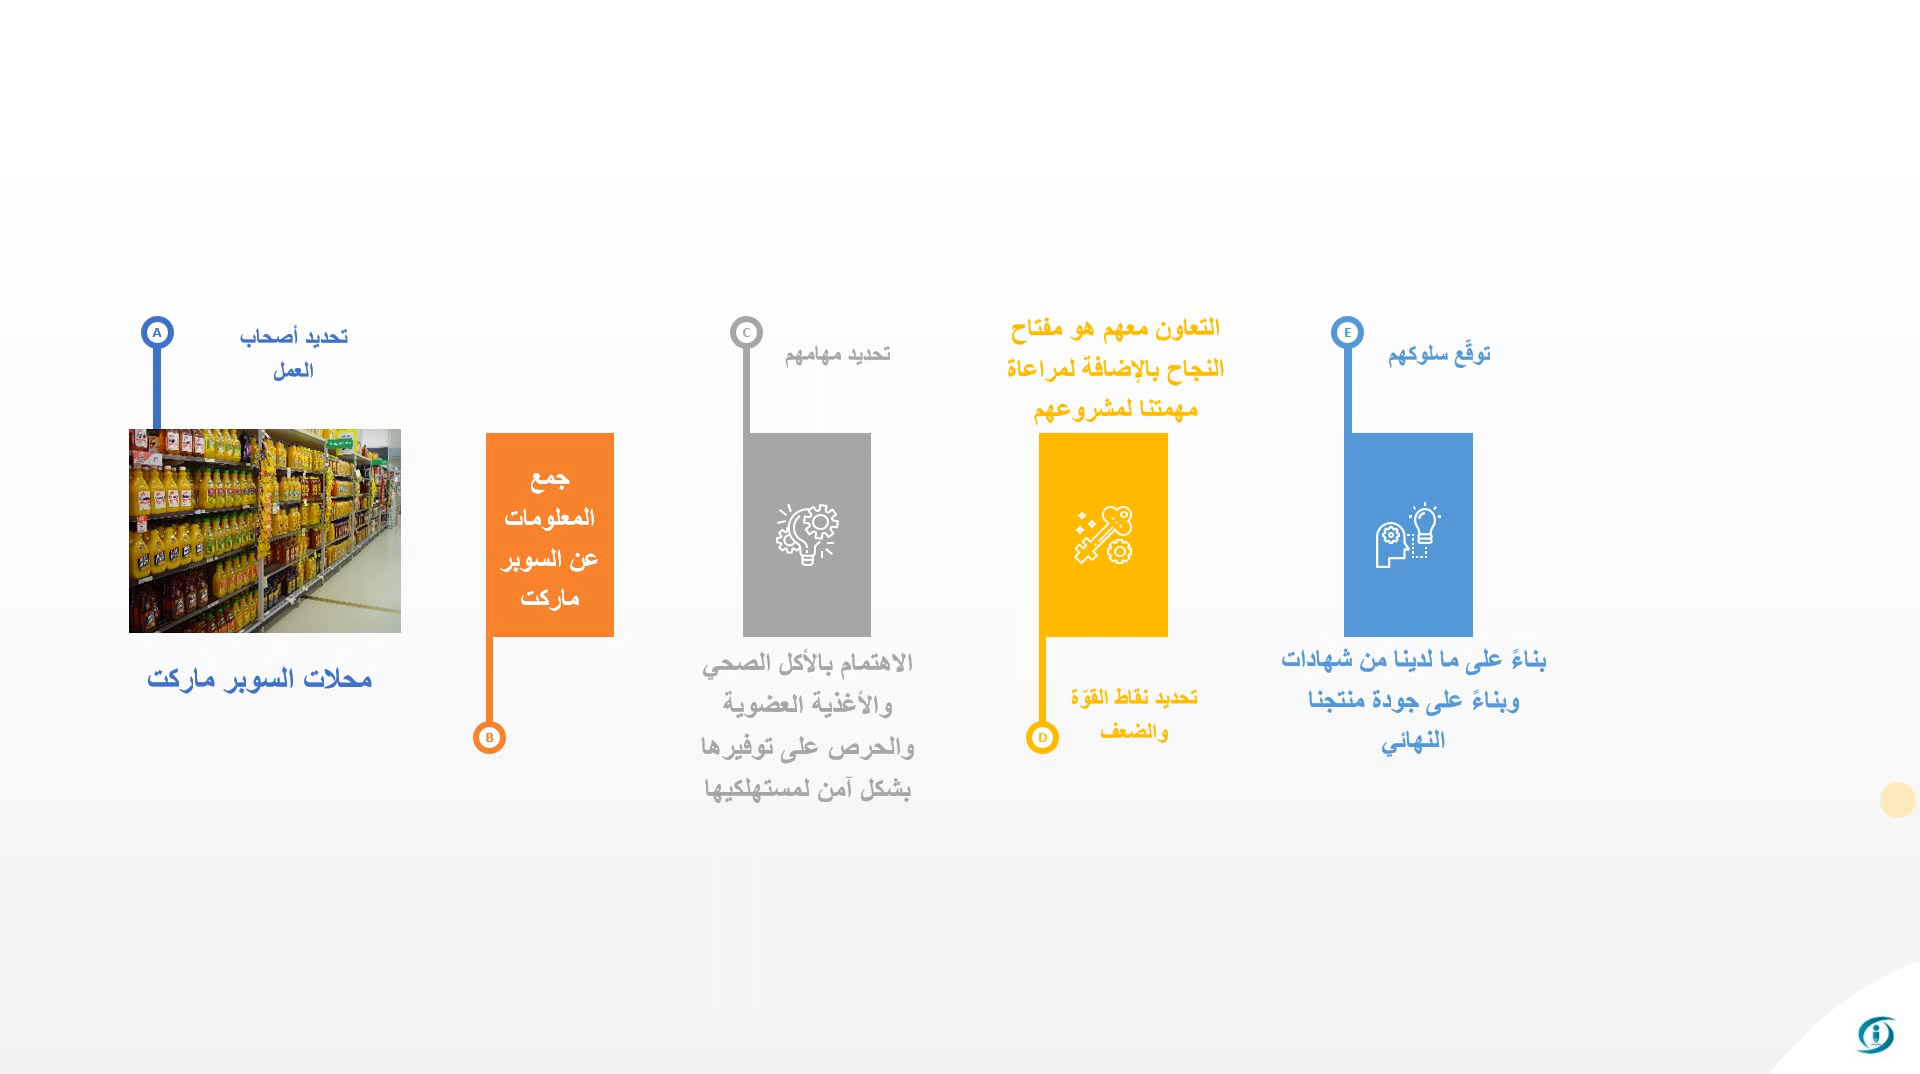 A
تحديد أصحاب
العمل
محلات السوبر ماركت
جمع
المعلومات
عن السوبر
ماركت
B
C
تحديد مهامهم
الاهتمام بالأكل الصحي
والأغذية العضوية
والحرص على توفيرها
بشكل آمن لمستهلكيها
التعاون معهم هو مفتاح
النجاح بالإضافة لمراعاة
مهمتنا لمشروعهم
D
تحديد نقاط القوّة
والضعف
E
توقّع سلوكهم
بناءً على ما لدينا من شهادات
وبناءً على جودة منتجنا
النهائي